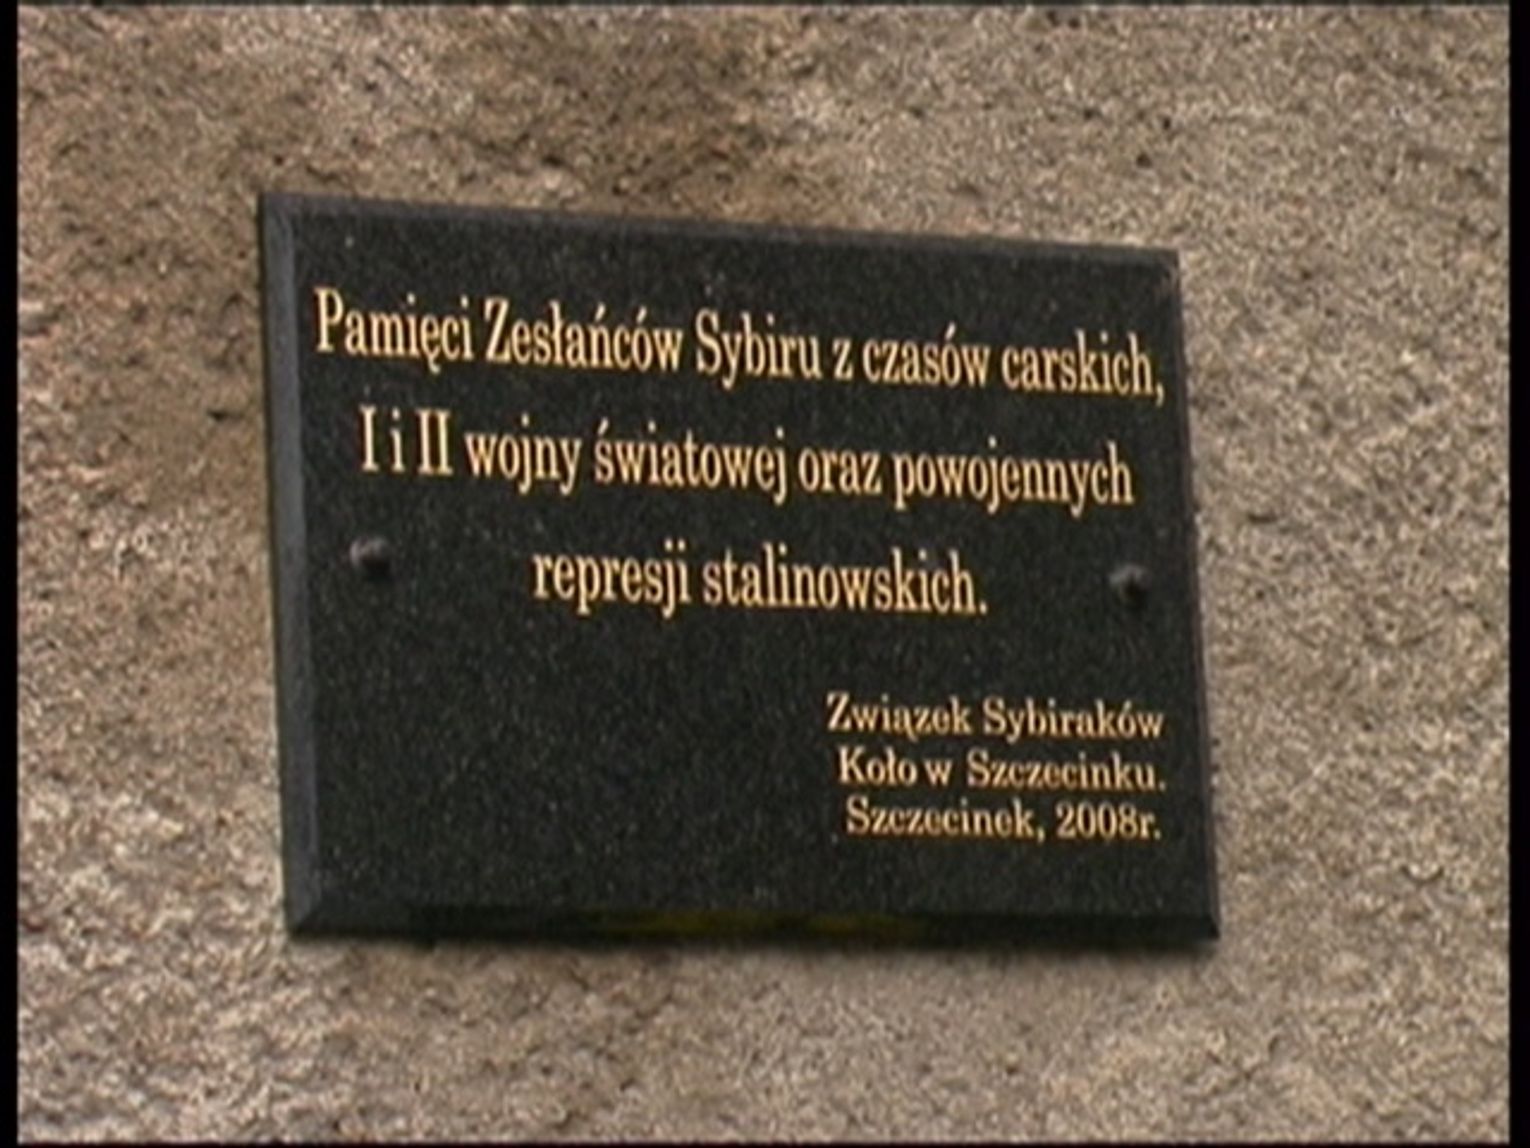 Pamięci Zesłańców Sybiru z czasów carskich,
I i II wojny światowej oraz powojennych
represji stalinowskich.
Związek Sybiraków
Koło w Szczecinku.
Szczecinek, 2008r.